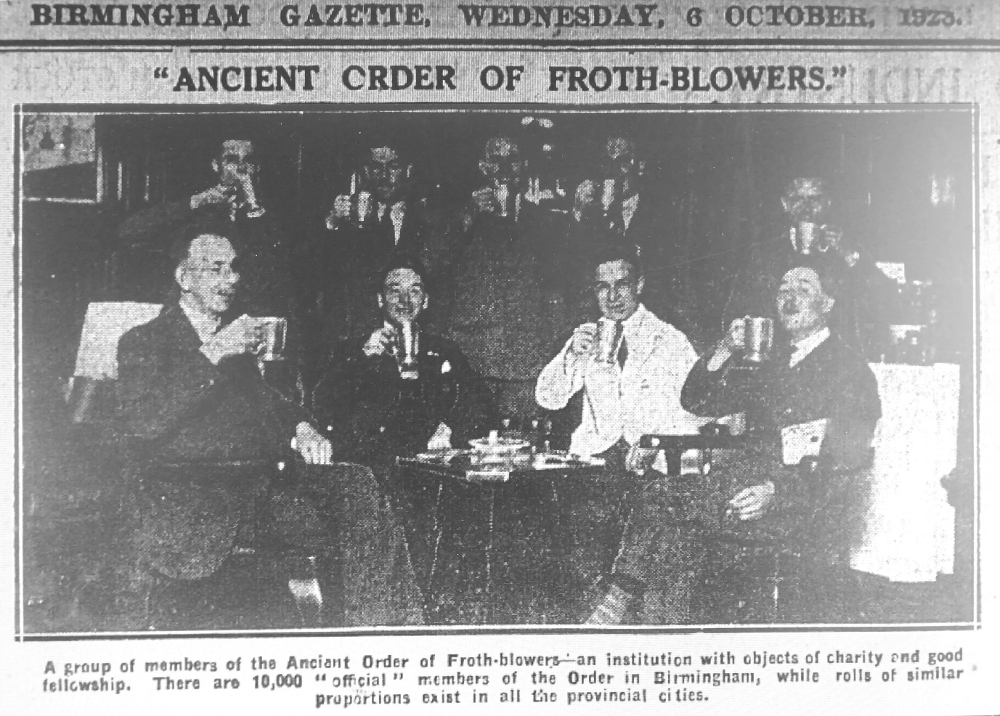 BIRMINGHAM GAZETTE, WEDNESDAY, 6 OCTOBER,
"ANCIENT ORDER OF FROTH-BLOWERS."
A group of members of the Ancient Order of Froth-blowers—an institution with objects of charity and good
fellowship. There are 10,000 "official" members of the Order in Birmingham, while rolls of similar
proportions exist in all the provincial cities.